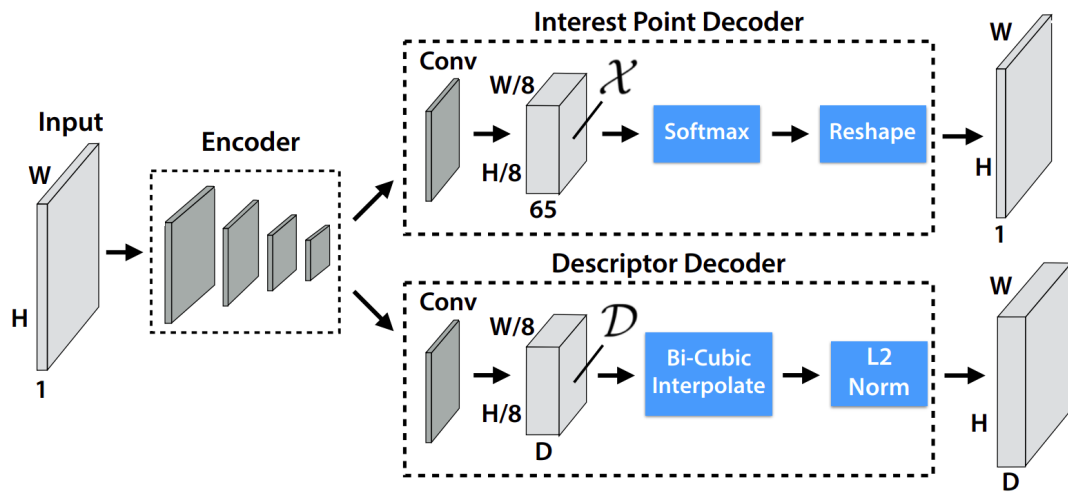 Input
W
H
1
Encoder
Interest Point Decoder
Conv
W/8
H/8
65
𝒳
Softmax
Reshape
W
H
1
Descriptor Decoder
Conv
W/8
H/8
D
𝒟
Bi-Cubic
Interpolate
L2
Norm
W
H
D